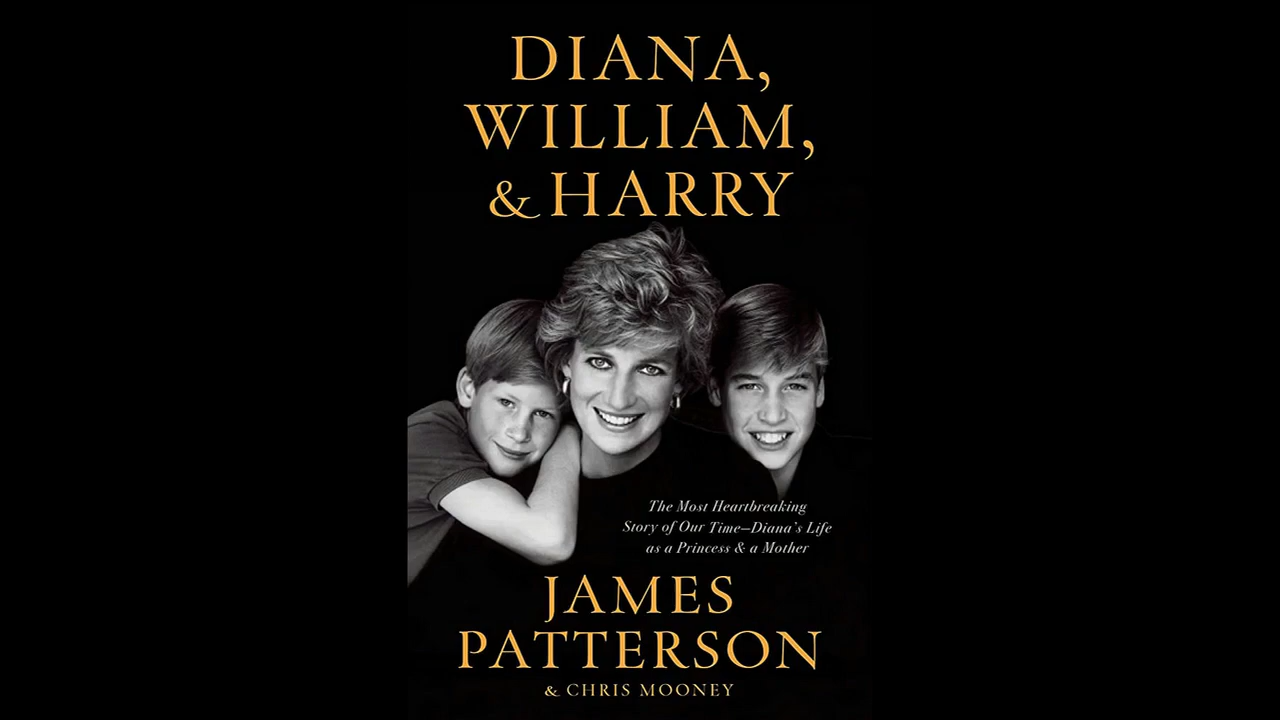 DIANA,
WILLIAM,
& HARRY
The Most Heartbreaking
Story of Our Time—Diana's Life
as a Princess & a Mother
JAMES
PATTERSON
& CHRIS MOONEY